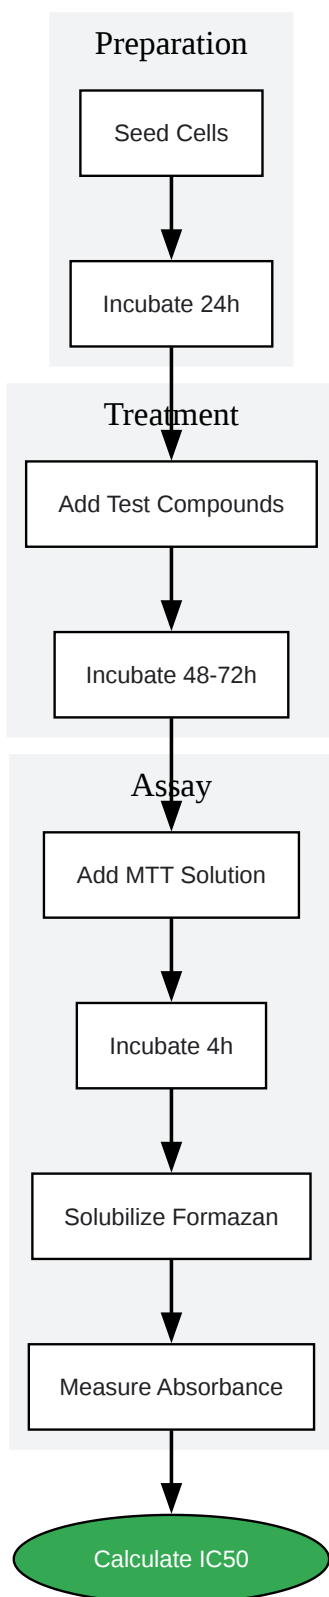 Preparation
Seed Cells
Incubate 24h
Treatment
Add Test Compounds
Incubate 48-72h
Assay
Add MTT Solution
Incubate 4h
Solubilize Formazan
Measure Absorbance
Calculate IC50